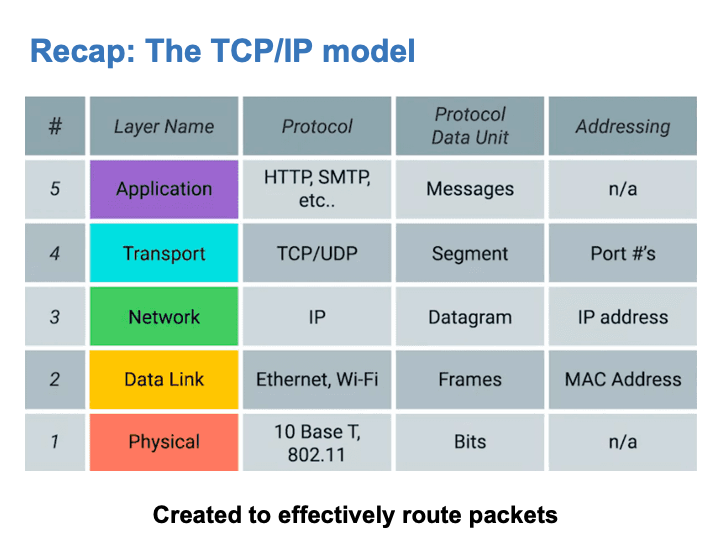 Recap: The TCP/IP model
# Layer Name Protocol Protocol Data Unit Addressing
5 Application HTTP, SMTP, etc.. Messages n/a
4 Transport TCP/UDP Segment Port #'s
3 Network IP Datagram IP address
2 Data Link Ethernet, Wi-Fi Frames MAC Address
1 Physical 10 Base T, 802.11 Bits n/a
Created to effectively route packets